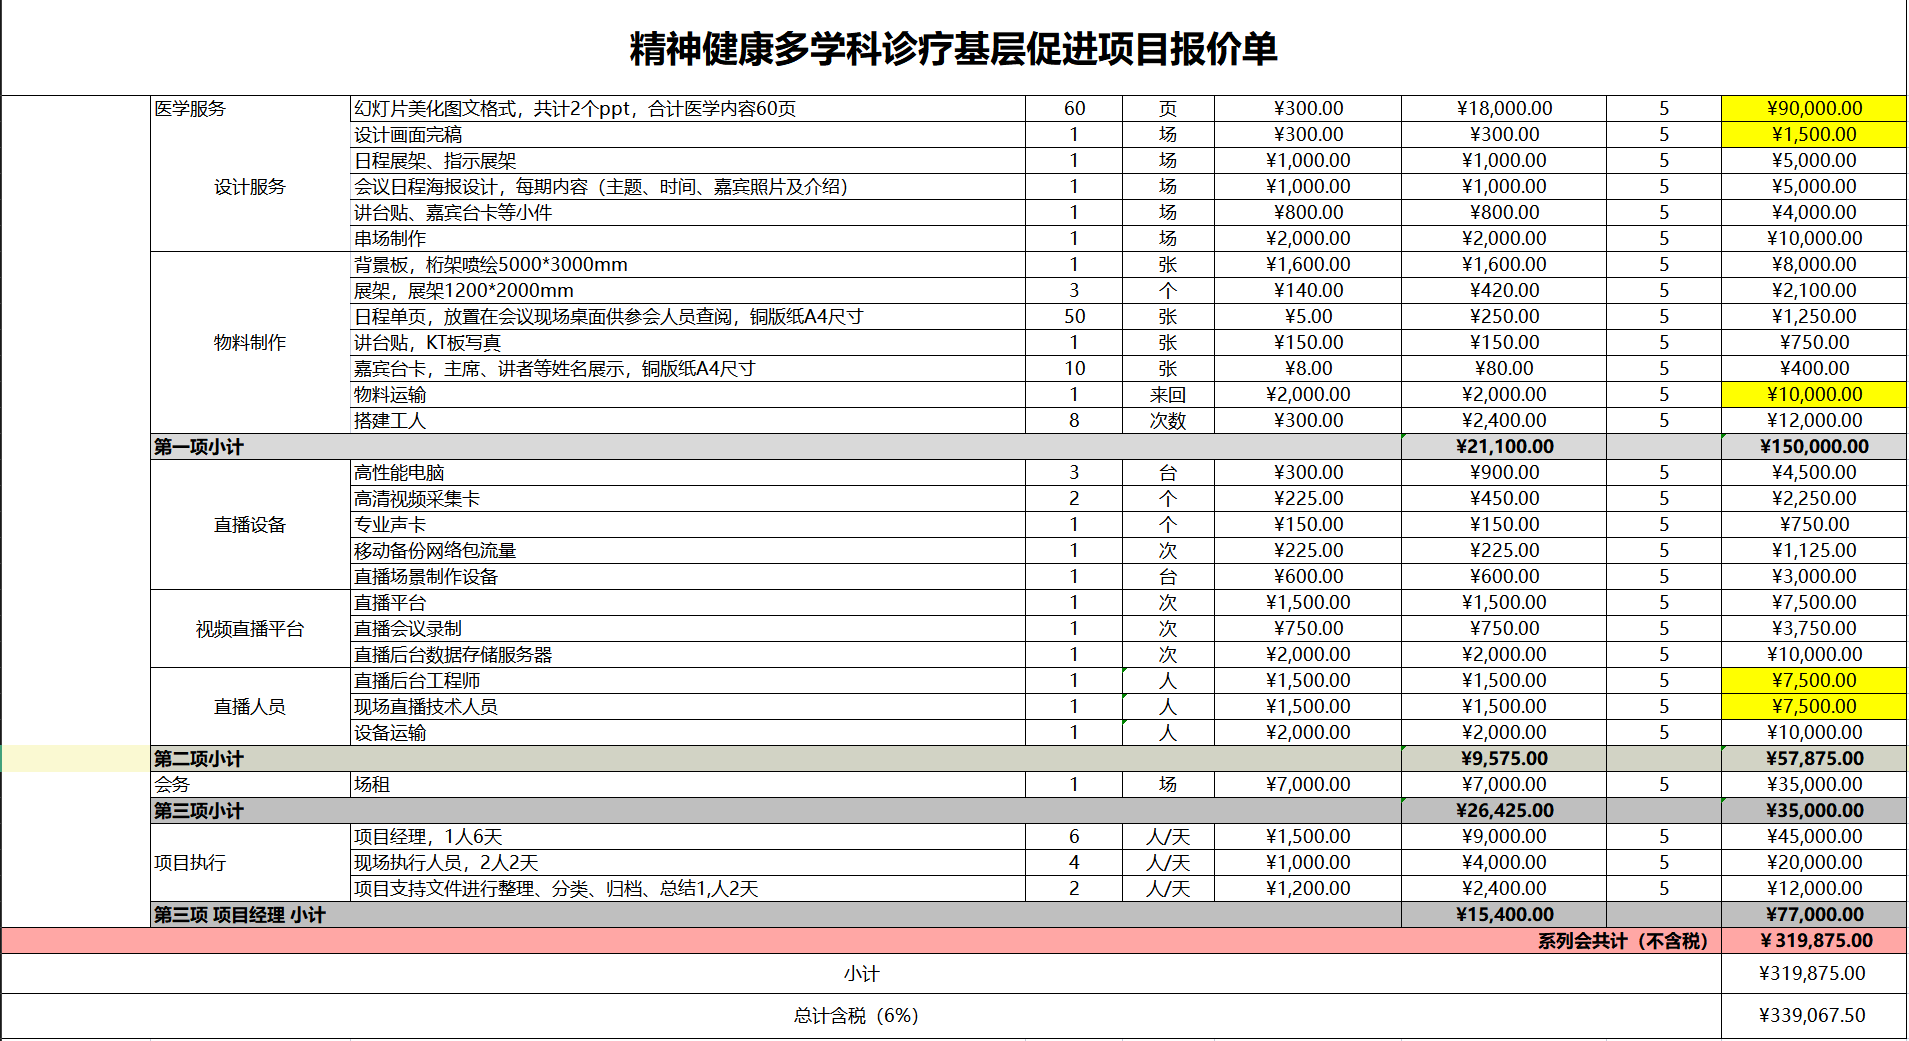 精神健康多学科诊疗基层促进项目报价单
医学服务 幻灯片美化图文格式，共计2个ppt，合计医学内容60页 60 页 ¥300.00 ¥18,000.00 5 ¥90,000.00
设计服务 设计画面完稿 1 场 ¥300.00 ¥300.00 5 ¥1,500.00
日程展架、指示展架 1 场 ¥1,000.00 ¥1,000.00 5 ¥5,000.00
会议日程海报设计，每期内容（主题、时间、嘉宾照片及介绍） 1 场 ¥1,000.00 ¥1,000.00 5 ¥5,000.00
讲台贴、嘉宾台卡等小件 1 场 ¥800.00 ¥800.00 5 ¥4,000.00
串场制作 1 场 ¥2,000.00 ¥2,000.00 5 ¥10,000.00
物料制作 背景板，桁架喷绘5000*3000mm 1 张 ¥1,600.00 ¥1,600.00 5 ¥8,000.00
展架，展架1200*2000mm 3 个 ¥140.00 ¥420.00 5 ¥2,100.00
日程单页，放置在会议现场桌面供参会人员查阅，铜版纸A4尺寸 50 张 ¥5.00 ¥250.00 5 ¥1,250.00
讲台贴，KT板写真 1 张 ¥150.00 ¥150.00 5 ¥750.00
嘉宾台卡，主席、讲者等姓名展示，铜版纸A4尺寸 10 张 ¥8.00 ¥80.00 5 ¥400.00
物料运输 1 来回 ¥2,000.00 ¥2,000.00 5 ¥10,000.00
搭建工人 8 次数 ¥300.00 ¥2,400.00 5 ¥12,000.00
第一项小计 ¥21,100.00 ¥150,000.00
直播设备 高性能电脑 3 台 ¥300.00 ¥900.00 5 ¥4,500.00
高清视频采集卡 2 个 ¥225.00 ¥450.00 5 ¥2,250.00
专业声卡 1 个 ¥150.00 ¥150.00 5 ¥750.00
移动备份网络包流量 1 次 ¥225.00 ¥225.00 5 ¥1,125.00
直播场景制作设备 1 台 ¥600.00 ¥600.00 5 ¥3,000.00
视频直播平台 直播平台 1 次 ¥1,500.00 ¥1,500.00 5 ¥7,500.00
直播会议录制 1 次 ¥750.00 ¥750.00 5 ¥3,750.00
直播后台数据存储服务器 1 次 ¥2,000.00 ¥2,000.00 5 ¥10,000.00
直播人员 直播后台工程师 1 人 ¥1,500.00 ¥1,500.00 5 ¥7,500.00
现场直播技术人员 1 人 ¥1,500.00 ¥1,500.00 5 ¥7,500.00
设备运输 1 人 ¥2,000.00 ¥2,000.00 5 ¥10,000.00
第二项小计 ¥9,575.00 ¥57,875.00
会务 场租 1 场 ¥7,000.00 ¥7,000.00 5 ¥35,000.00
第三项小计 ¥26,425.00 ¥35,000.00
项目执行 项目经理，1人6天 6 人/天 ¥1,500.00 ¥9,000.00 5 ¥45,000.00
现场执行人员，2人2天 4 人/天 ¥1,000.00 ¥4,000.00 5 ¥20,000.00
项目支持文件进行整理、分类、归档、总结1,人2天 2 人/天 ¥1,200.00 ¥2,400.00 5 ¥12,000.00
第三项 项目经理 小计 ¥15,400.00 ¥77,000.00
系列会共计（不含税） ¥ 319,875.00
小计 ¥319,875.00
总计含税（6%） ¥339,067.50